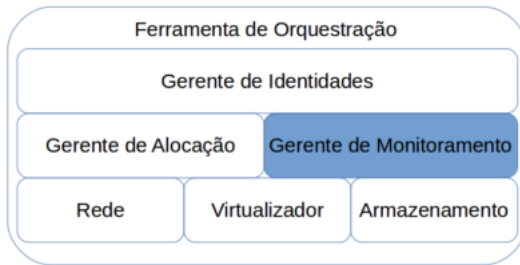 Ferramenta de Orquestração
Gerente de Identidades
Gerente de Alocação Gerente de Monitoramento
Rede Virtualizador Armazenamento